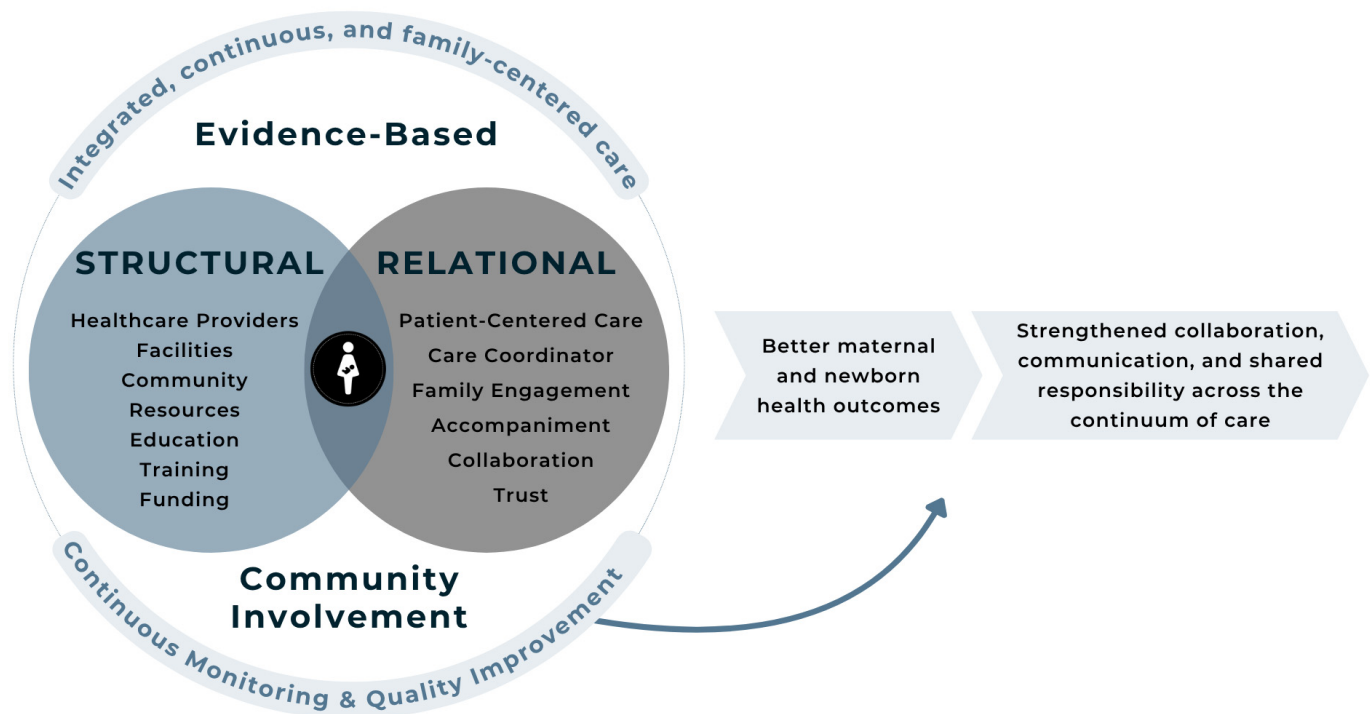 Integrated, continuous, and family-centered care
Evidence-Based
STRUCTURAL
Healthcare Providers
Facilities
Community
Resources
Education
Training
Funding
RELATIONAL
Patient-Centered Care
Care Coordinator
Family Engagement
Accompaniment
Collaboration
Trust
Community
Involvement
Continuous Monitoring & Quality Improvement
Better maternal
and newborn
health outcomes
Strengthened collaboration,
communication, and shared
responsibility across the
continuum of care